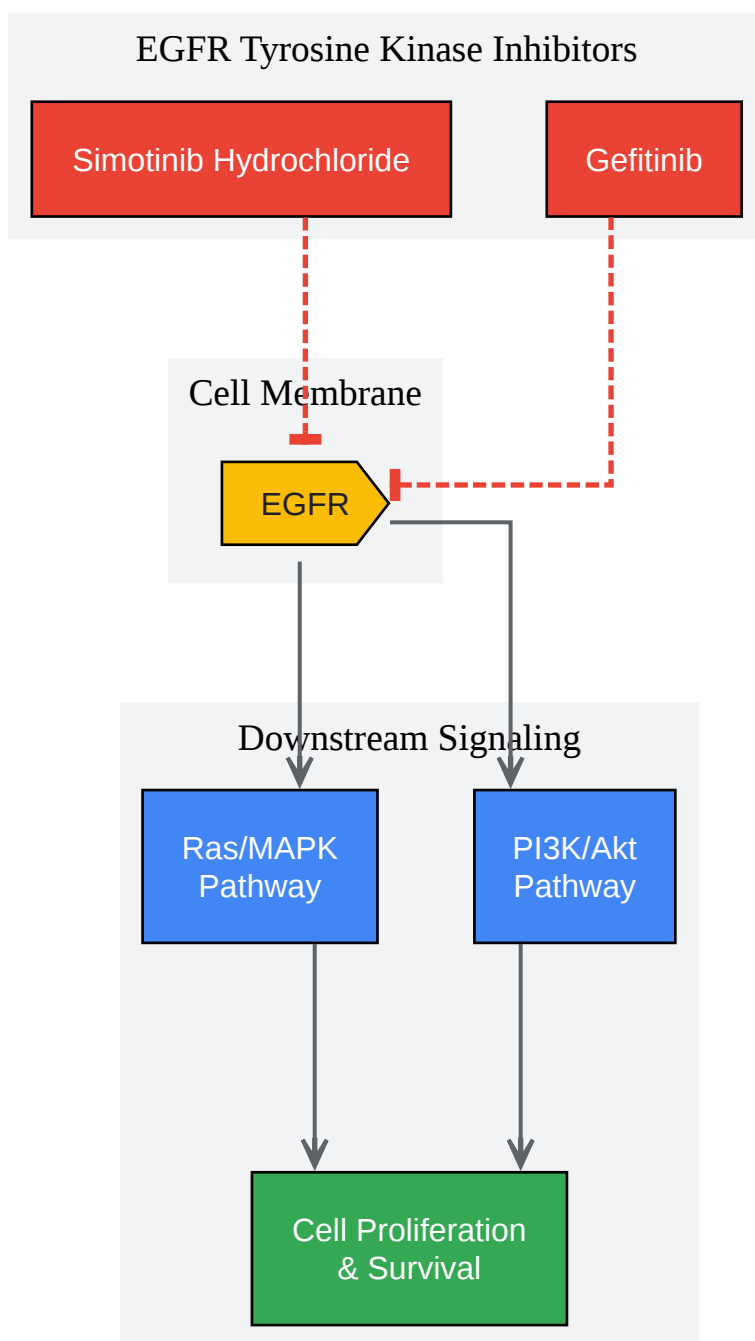 EGFR Tyrosine Kinase Inhibitors
Simotinib Hydrochloride
Gefitinib
Cell Membrane
EGFR
Downstream Signaling
Ras/MAPK
Pathway
PI3K/Akt
Pathway
Cell Proliferation
& Survival